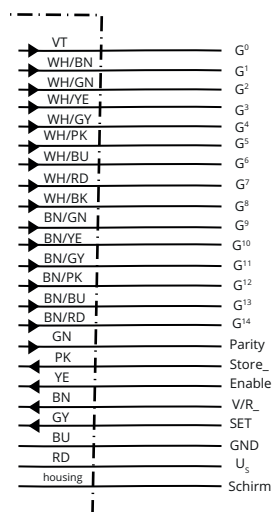 VT G⁰
WH/BN G¹
WH/GN G²
WH/YE G³
WH/GY G⁴
WH/PK G⁵
WH/BU G⁶
WH/RD G⁷
WH/BK G⁸
BN/GN G⁹
BN/YE G¹⁰
BN/GY G¹¹
BN/PK G¹²
BN/BU G¹³
BN/RD G¹⁴
GN Parity
PK Store_
YE Enable
BN V/R_
GY SET
BU GND
RD Uₛ
housing Schirm